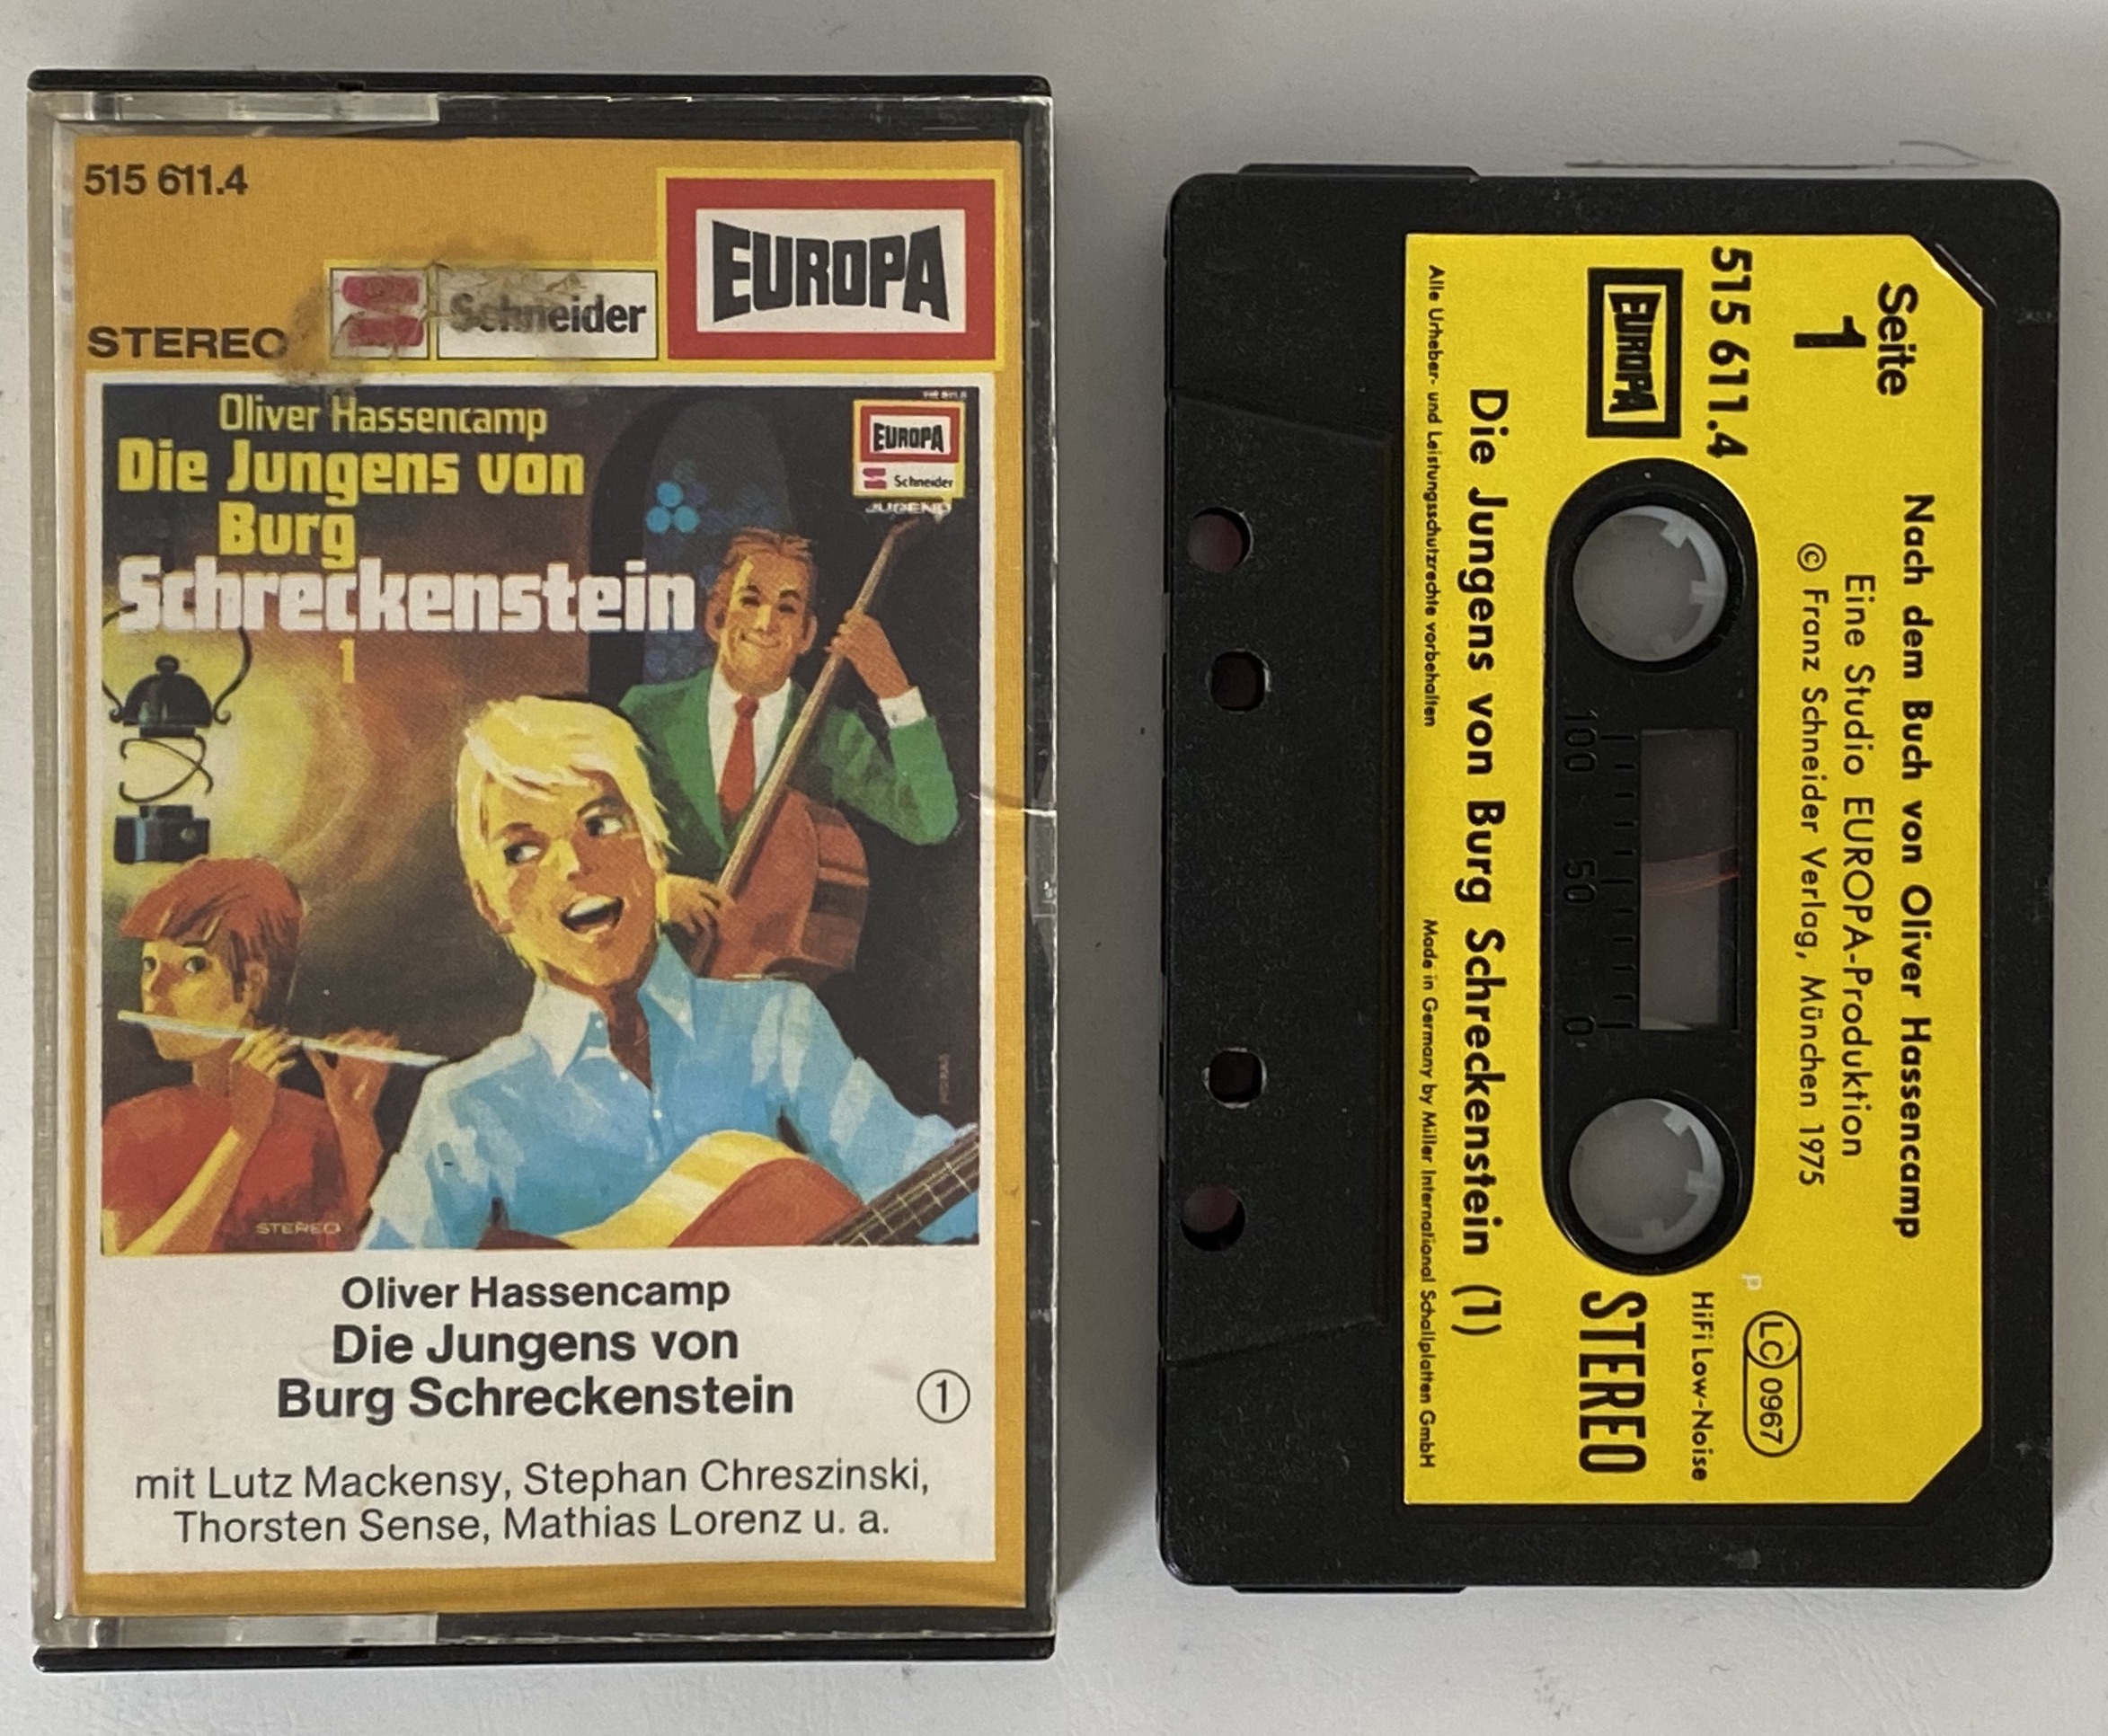 515 611.4
EUROPA
Schneider
STEREO
Oliver Hassencamp
Die Jungens von
Burg
Schreckenstein
1
EUROPA
Schneider
JUGEND
STEREO
Oliver Hassencamp
Die Jungens von
Burg Schreckenstein
1
mit Lutz Mackensy, Stephan Chreszinski,
Thorsten Sense, Mathias Lorenz u. a.
Seite
1
Nach dem Buch von Oliver Hassencamp
Eine Studio EUROPA-Produktion
© Franz Schneider Verlag, München 1975
515 611.4
EUROPA
100 50 0
P
LC 0967
HiFi Low-Noise
STEREO
Die Jungens von Burg Schreckenstein (1)
Alle Urheber- und Leistungsschutzrechte vorbehalten
Made in Germany by Miller International Schallplatten GmbH